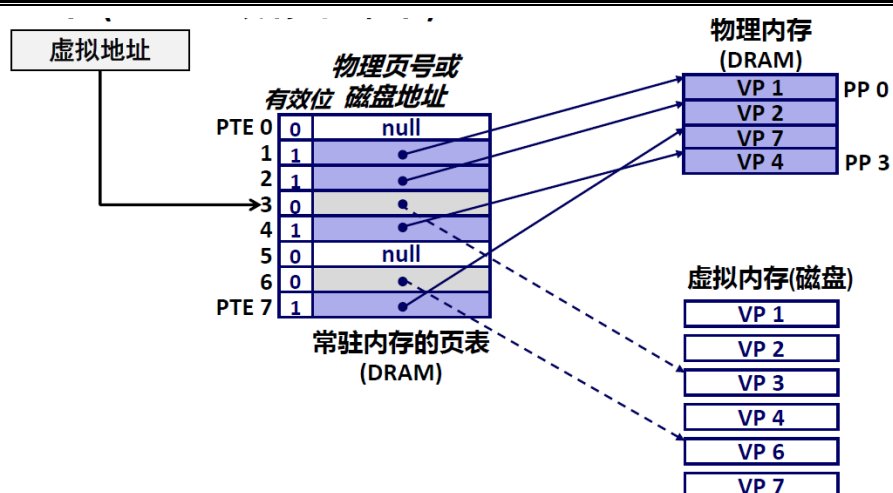 虚拟地址
物理页号或
有效位 磁盘地址
PTE 0 0 null
1 1
2 1
3 0
4 1
5 0 null
6 0
PTE 7 1
常驻内存的页表
(DRAM)
物理内存
(DRAM)
VP 1 PP 0
VP 2
VP 7
VP 4 PP 3
虚拟内存(磁盘)
VP 1
VP 2
VP 3
VP 4
VP 6
VP 7